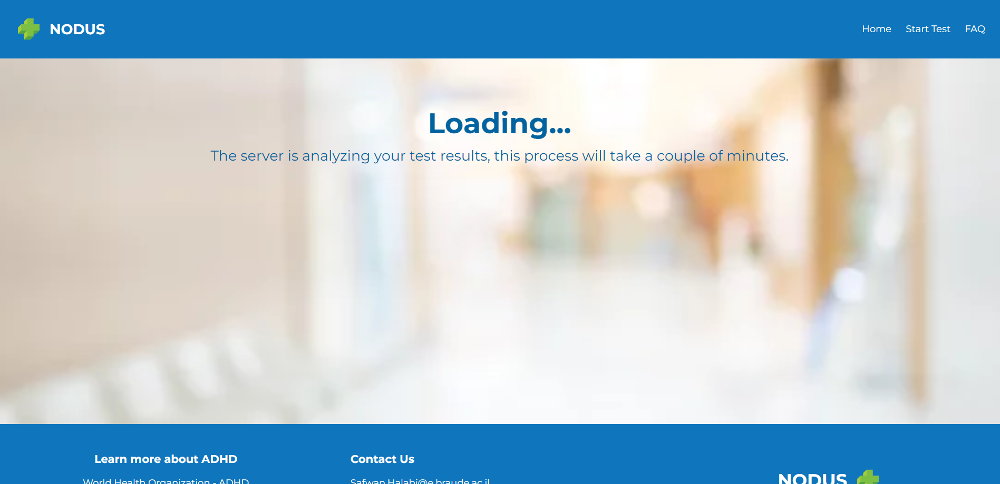 NODUS
Home Start Test FAQ
Loading...
The server is analyzing your test results, this process will take a couple of minutes.
Learn more about ADHD
Contact Us
World Health Organization - ADHD
Safwan.Halabi@e.braude.ac.il
NODUS